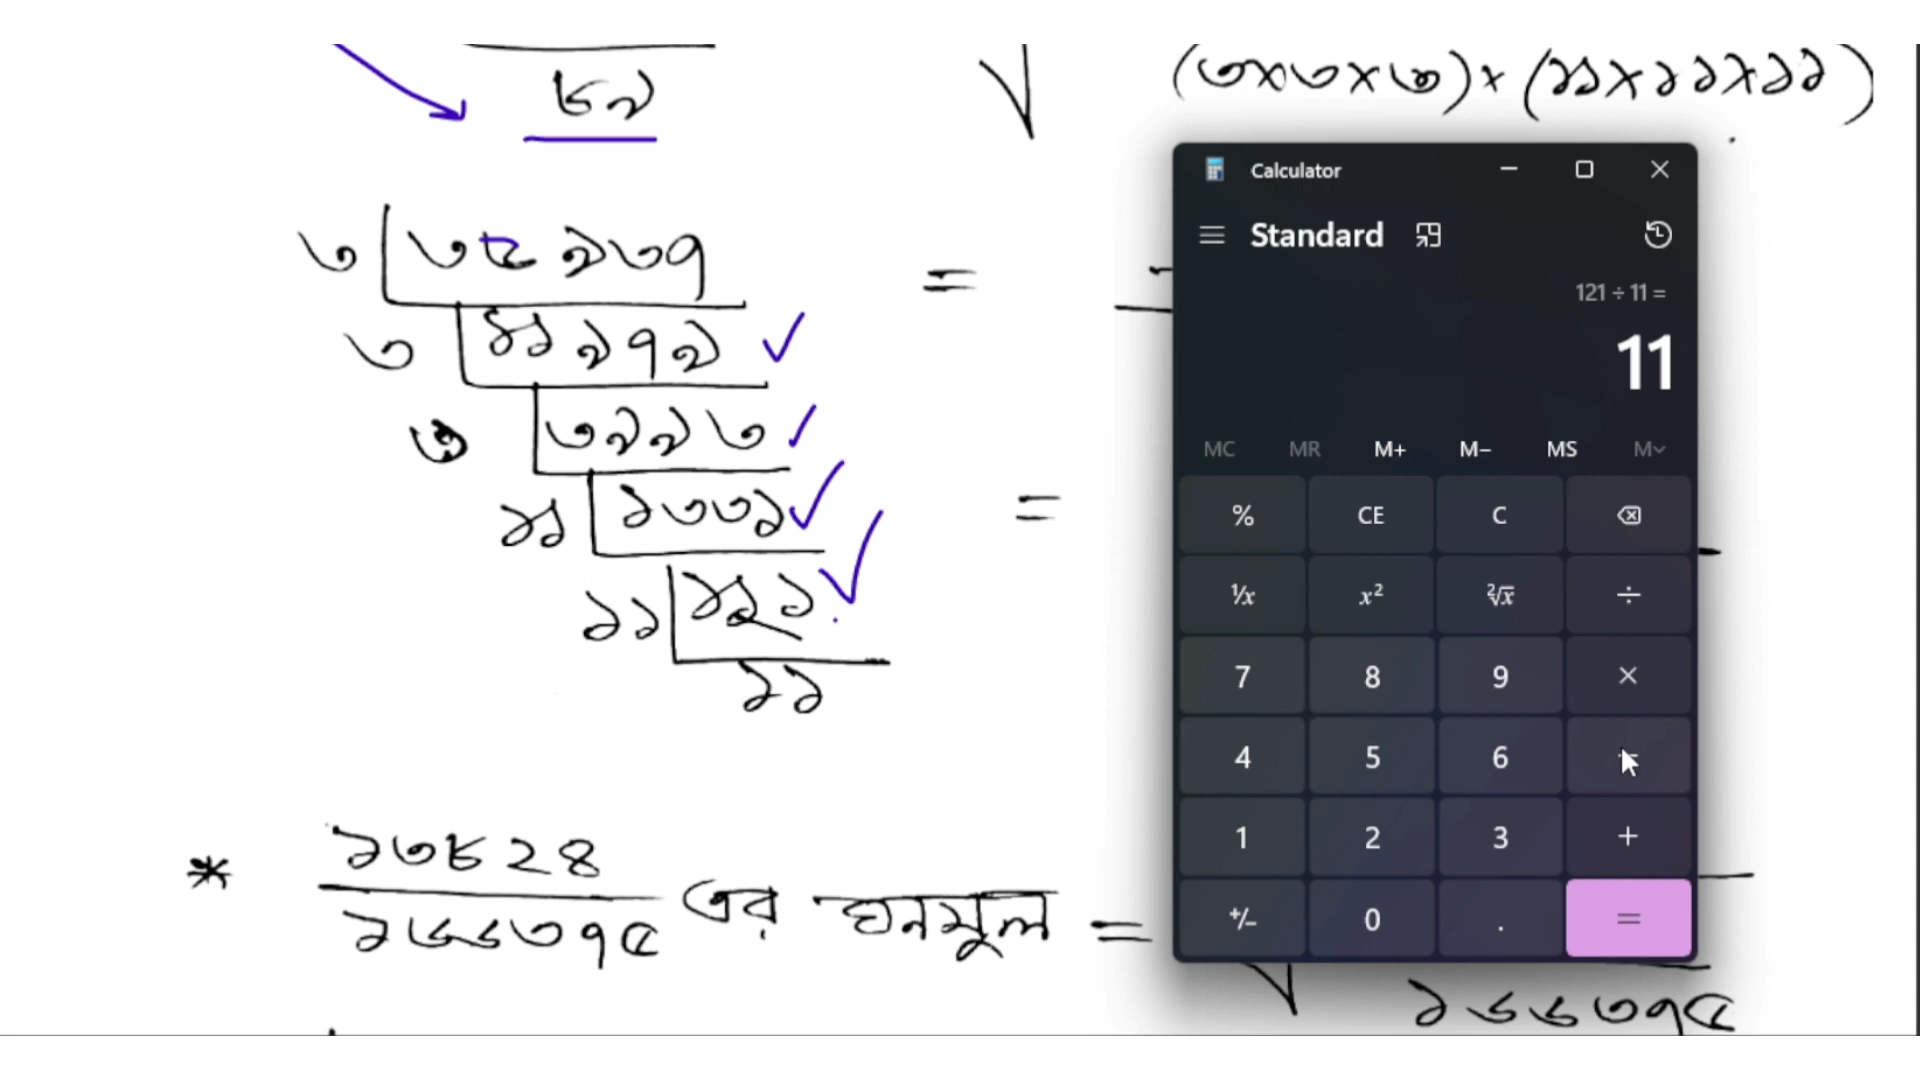 ৮৯
√ (৩×৩×৩)×(১১×১১×১১)
৩ ৩৫৯৩৭ =
৩ ১১৯৭৯
৩ ৩৯৯৩
১১ ১৩৩১ =
১১ ১২১
১১
* ১৩৮২৪
১৬৬৩৭৫ এর ঘনমূল =
√ ১৬৬৩৭৫
Calculator
Standard
121 ÷ 11 =
11
MC MR M+ M− MS M
% CE C
¹/x x² ²√x ÷
7 8 9 ×
4 5 6
1 2 3 +
+/− 0 . =